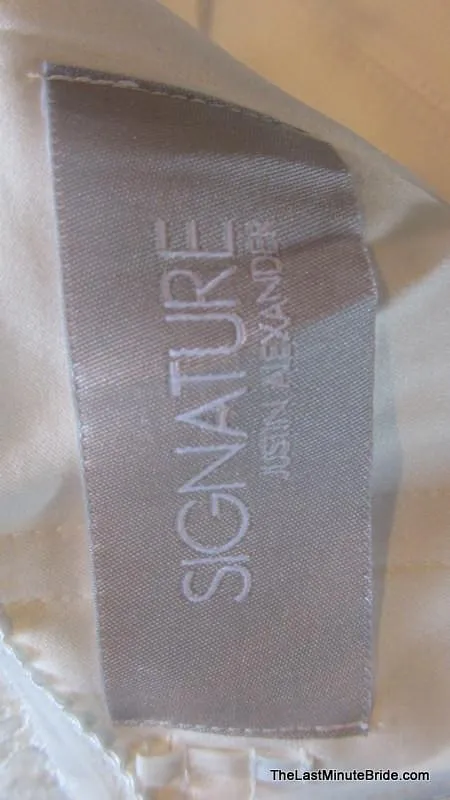 SIGNATURE
JUSTIN ALEXANDER
TheLastMinuteBride.com